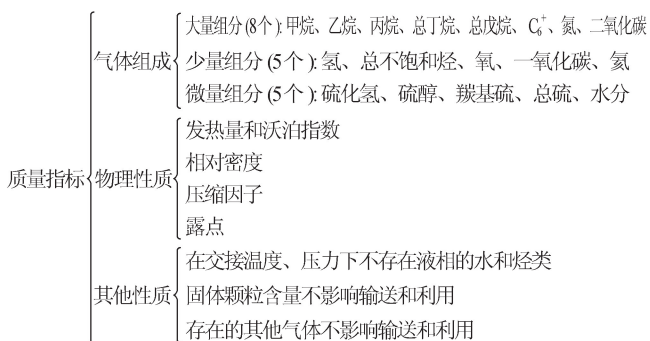 大量组分(8个):甲烷、乙烷、丙烷、总丁烷、总戊烷、C₆⁺、氮、二氧化碳
气体组成
少量组分(5个):氢、总不饱和烃、氧、一氧化碳、氦
微量组分(5个):硫化氢、硫醇、羰基硫、总硫、水分
发热量和沃泊指数
相对密度
质量指标
物理性质
压缩因子
露点
在交接温度、压力下不存在液相的水和烃类
其他性质
固体颗粒含量不影响输送和利用
存在的其他气体不影响输送和利用